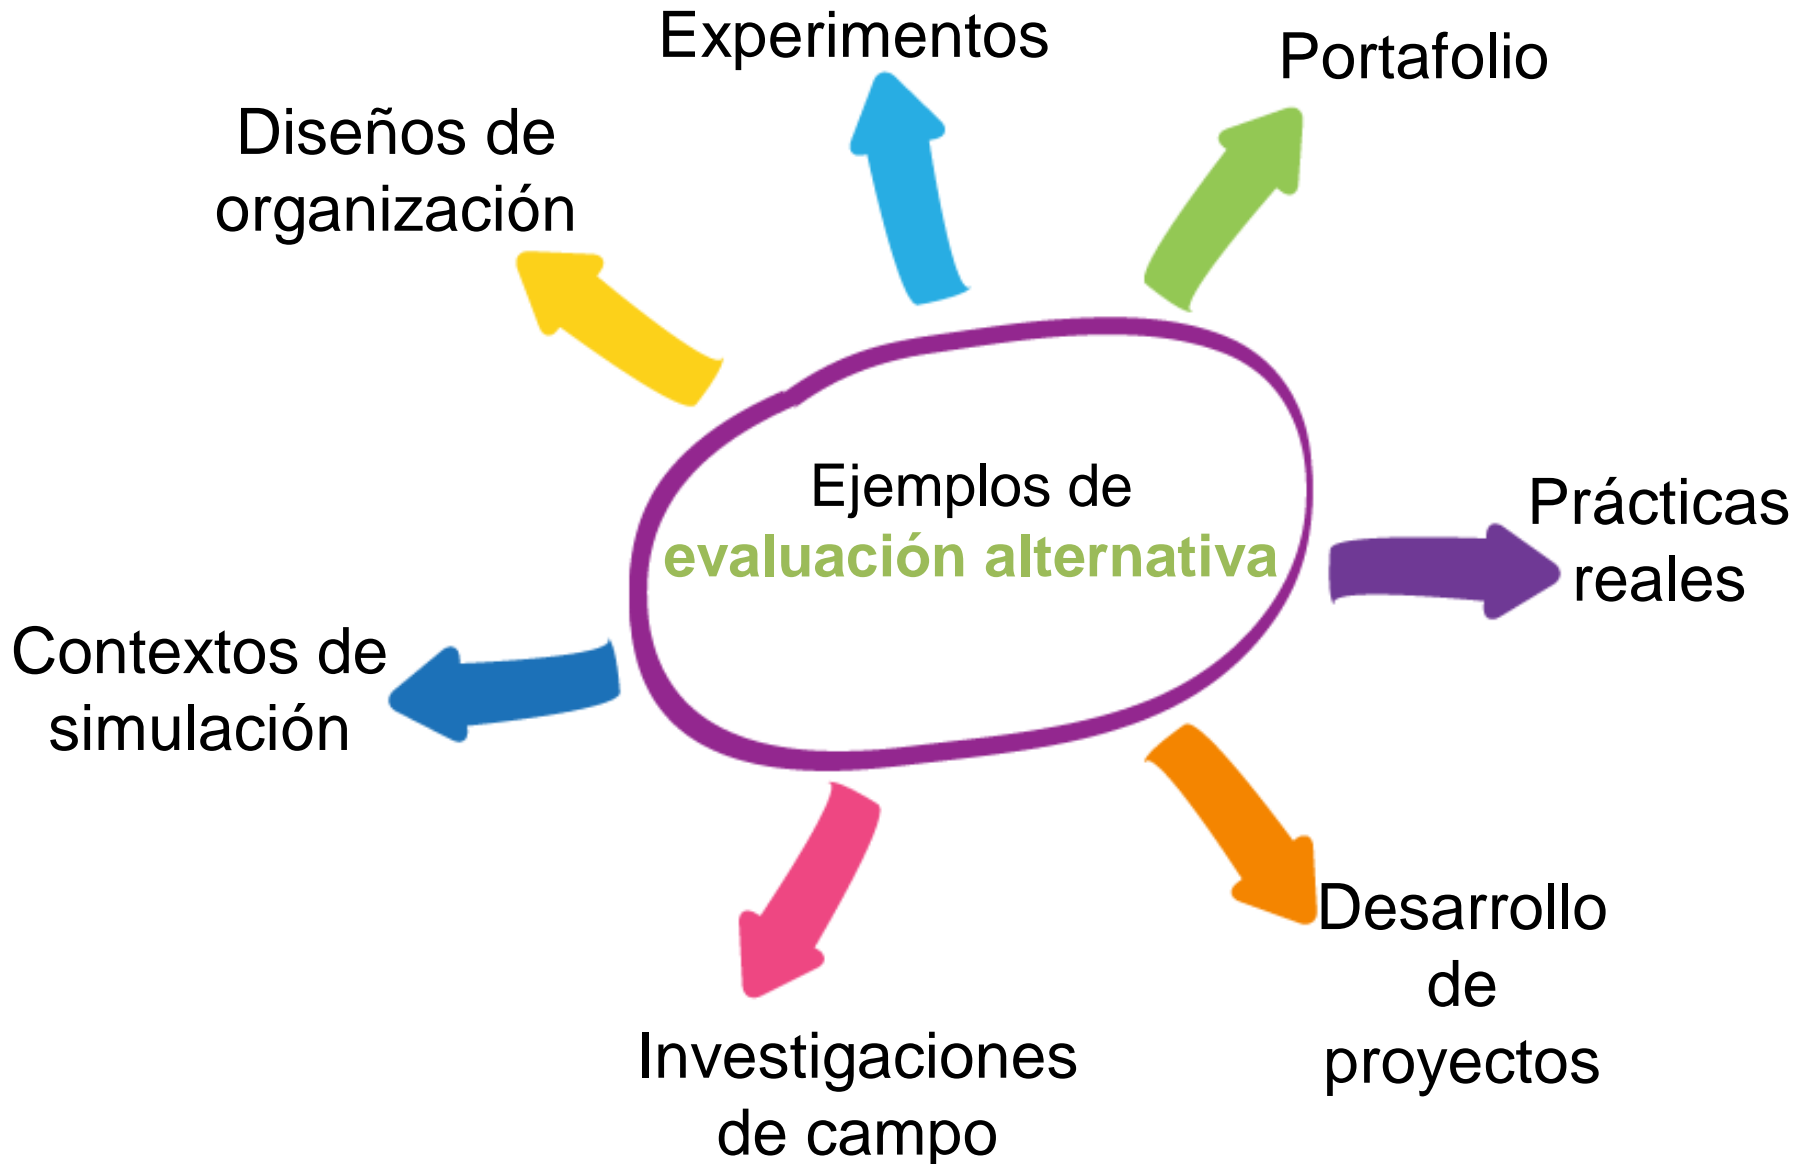 Experimentos
Portafolio
Diseños de
organización
Ejemplos de
evaluación alternativa
Prácticas
reales
Contextos de
simulación
Desarrollo
de
proyectos
Investigaciones
de campo